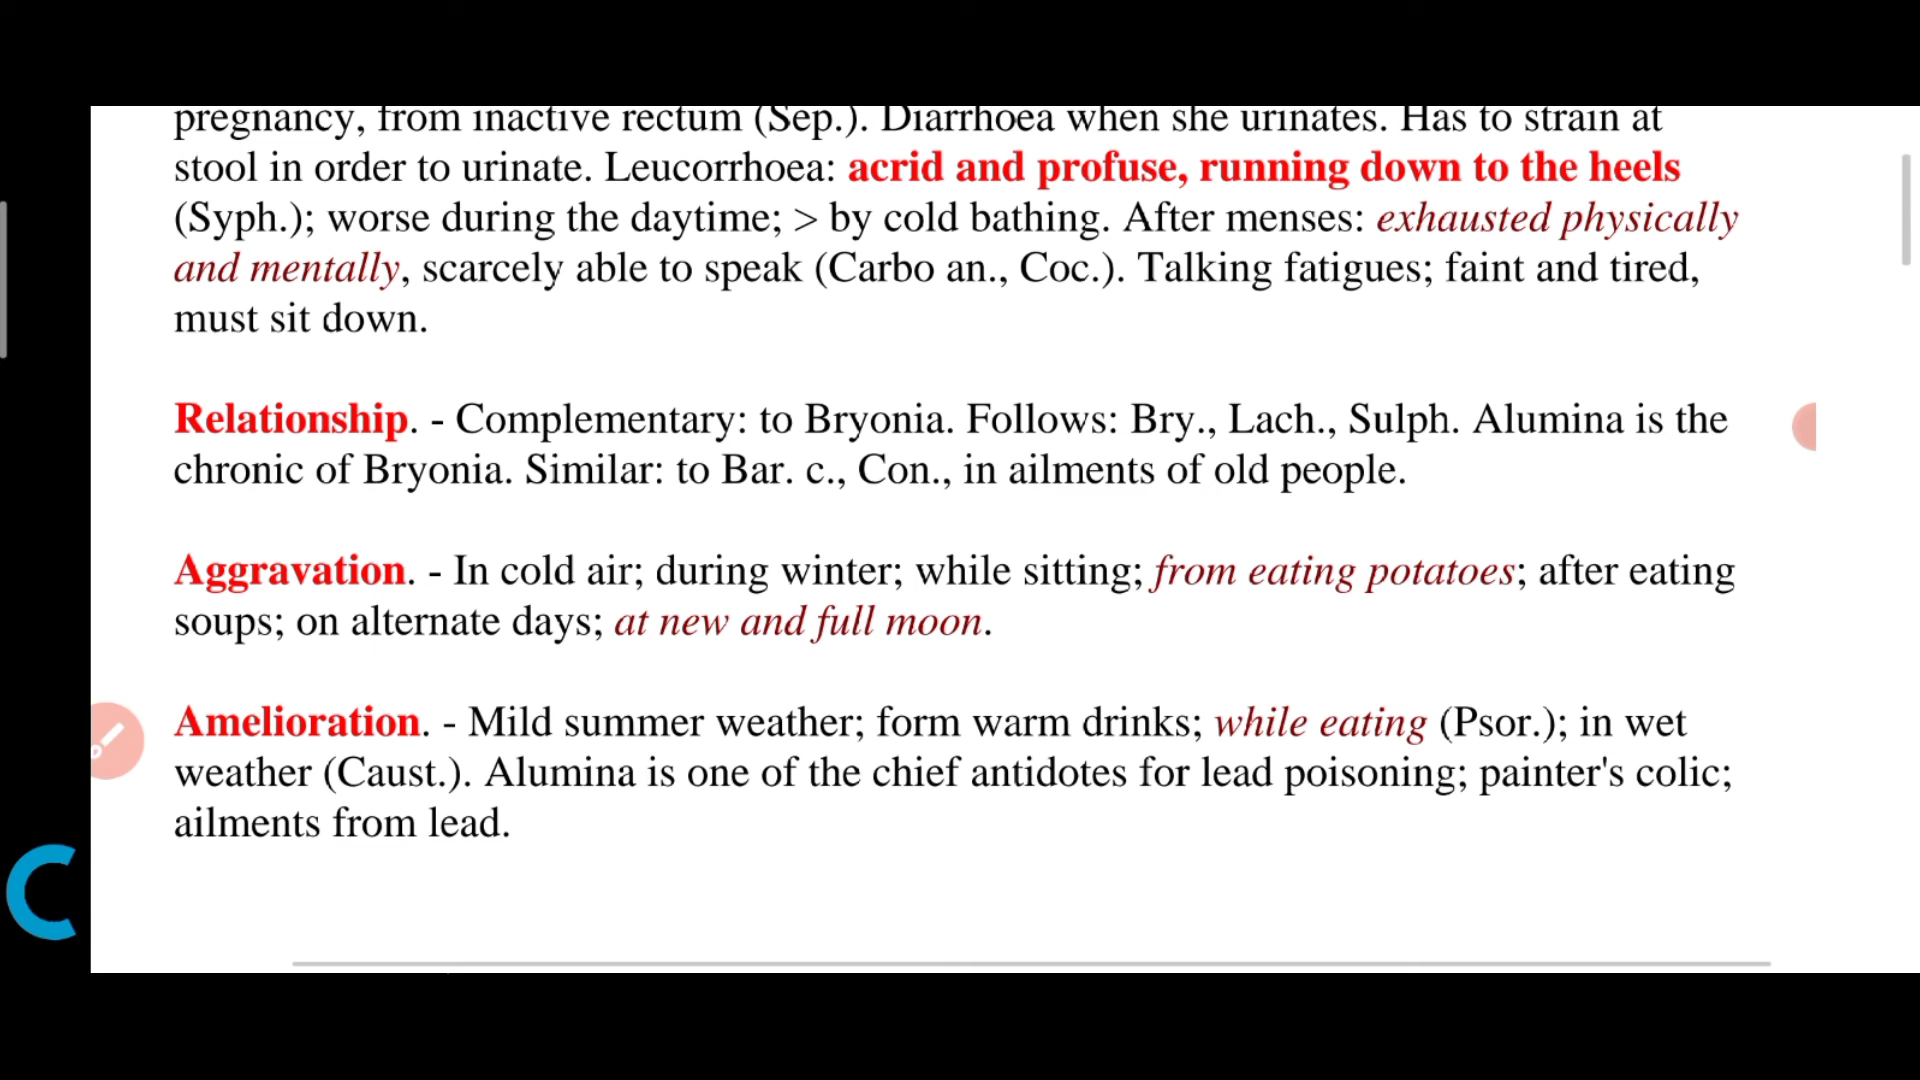 pregnancy, from inactive rectum (Sep.). Diarrhoea when she urinates. Has to strain at
stool in order to urinate. Leucorrhoea: acrid and profuse, running down to the heels
(Syph.); worse during the daytime; > by cold bathing. After menses: exhausted physically
and mentally, scarcely able to speak (Carbo an., Coc.). Talking fatigues; faint and tired,
must sit down.
Relationship. - Complementary: to Bryonia. Follows: Bry., Lach., Sulph. Alumina is the
chronic of Bryonia. Similar: to Bar. c., Con., in ailments of old people.
Aggravation. - In cold air; during winter; while sitting; from eating potatoes; after eating
soups; on alternate days; at new and full moon.
Amelioration. - Mild summer weather; form warm drinks; while eating (Psor.); in wet
weather (Caust.). Alumina is one of the chief antidotes for lead poisoning; painter's colic;
ailments from lead.